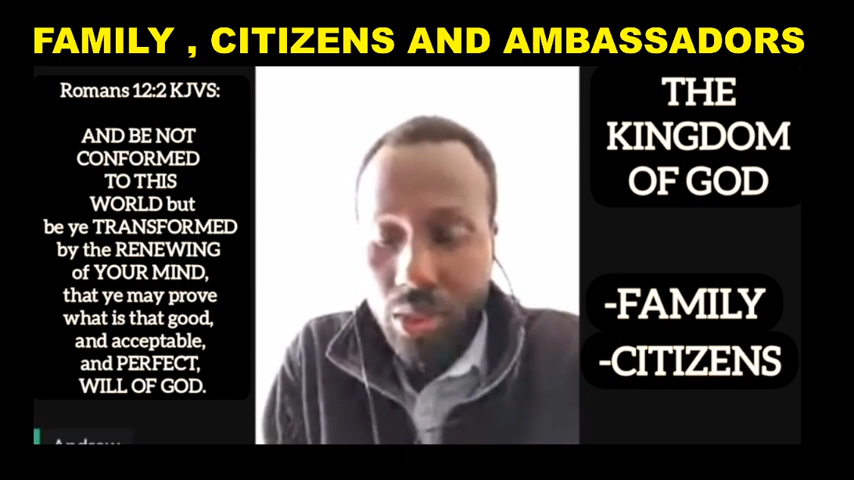 FAMILY , CITIZENS AND AMBASSADORS
Romans 12:2 KJVS:
AND BE NOT
CONFORMED
TO THIS
WORLD but
be ye TRANSFORMED
by the RENEWING
of YOUR MIND,
that ye may prove
what is that good,
and acceptable,
and PERFECT,
WILL OF GOD.
THE
KINGDOM
OF GOD
-FAMILY
-CITIZENS
Andrew